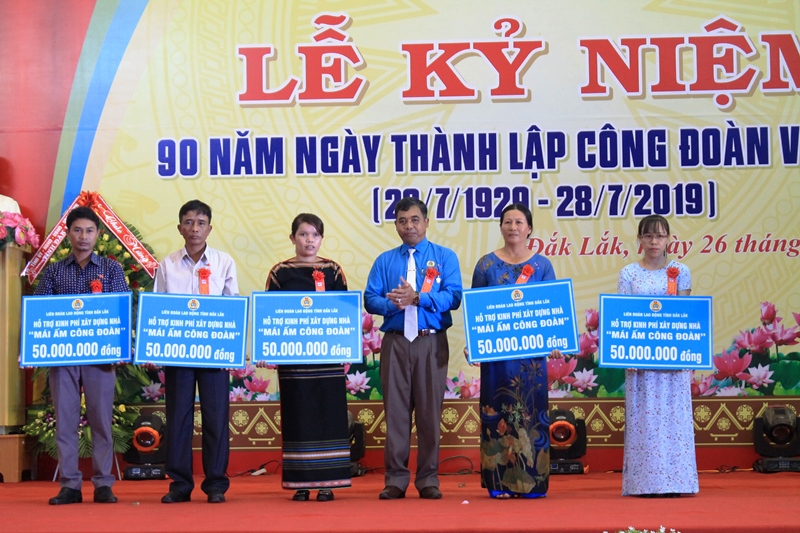 LỄ KỶ NIỆM
90 NĂM NGÀY THÀNH LẬP CÔNG ĐOÀN V
(28/7/1929 - 28/7/2019)
Đắk Lắk, ngày 26 tháng
LIÊN ĐOÀN LAO ĐỘNG TỈNH ĐẮK LẮK
HỖ TRỢ KINH PHÍ XÂY DỰNG NHÀ
“MÁI ẤM CÔNG ĐOÀN”
50.000.000 đồng
LIÊN ĐOÀN LAO ĐỘNG TỈNH ĐẮK LẮK
HỖ TRỢ KINH PHÍ XÂY DỰNG NHÀ
“MÁI ẤM CÔNG ĐOÀN”
50.000.000 đồng
LIÊN ĐOÀN LAO ĐỘNG TỈNH ĐẮK LẮK
HỖ TRỢ KINH PHÍ XÂY DỰNG NHÀ
“MÁI ẤM CÔNG ĐOÀN”
50.000.000 đồng
LIÊN ĐOÀN LAO ĐỘNG TỈNH ĐẮK LẮK
HỖ TRỢ KINH PHÍ XÂY DỰNG NHÀ
“MÁI ẤM CÔNG ĐOÀN”
50.000.000 đồng
LIÊN ĐOÀN LAO ĐỘNG TỈNH ĐẮK LẮK
HỖ TRỢ KINH PHÍ XÂY DỰNG NHÀ
“MÁI ẤM CÔNG ĐOÀN”
50.000.000 đồng